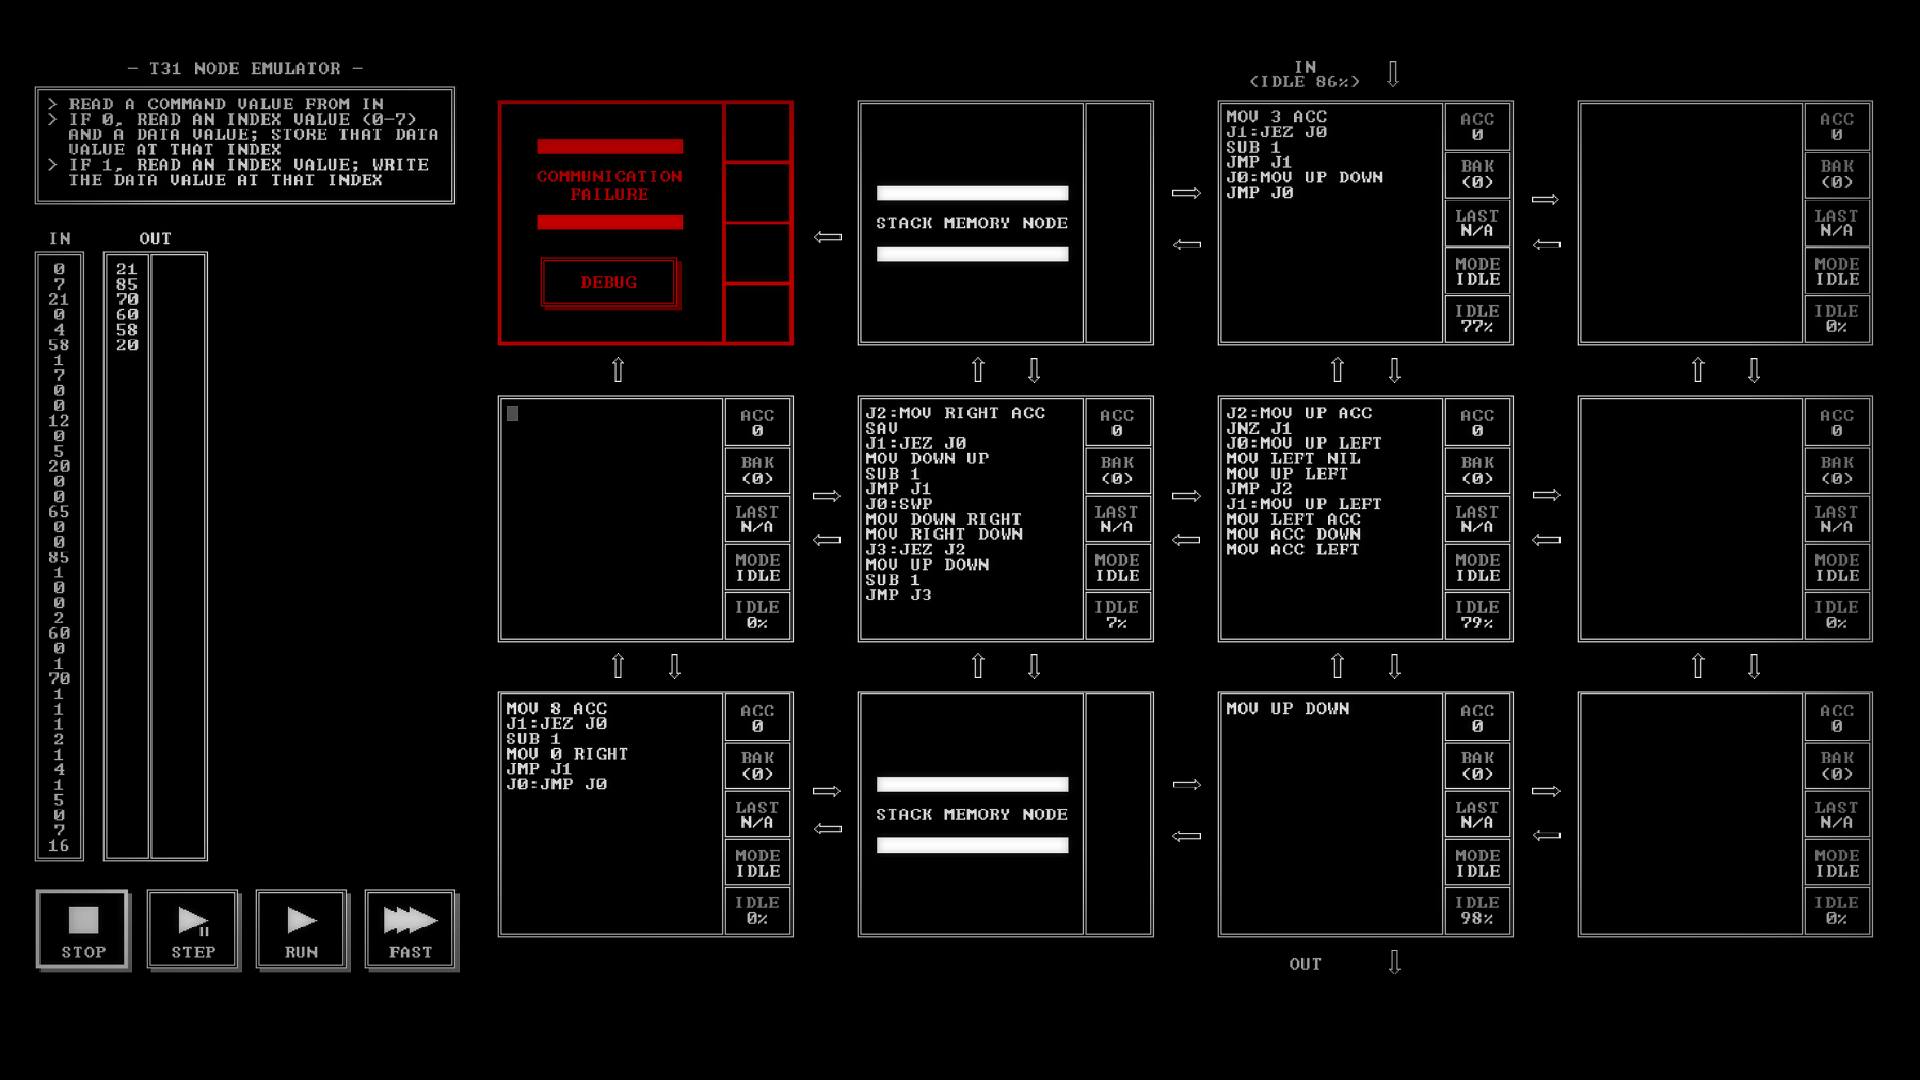 - T31 NODE EMULATOR -
> READ A COMMAND VALUE FROM IN
> IF 0, READ AN INDEX VALUE (0-7)
AND A DATA VALUE; STORE THAT DATA
VALUE AT THAT INDEX
> IF 1, READ AN INDEX VALUE; WRITE
THE DATA VALUE AT THAT INDEX
IN
0
7
21
0
4
58
1
7
0
0
12
0
5
20
0
0
65
0
0
85
1
0
0
2
60
0
1
70
1
1
1
2
1
4
1
5
0
7
16
OUT
21
85
70
60
58
20
STOP
STEP
RUN
FAST
COMMUNICATION
FAILURE
DEBUG
STACK MEMORY NODE
IN
(IDLE 86%)
MOV 3 ACC
J1:JEZ J0
SUB 1
JMP J1
J0:MOV UP DOWN
JMP J0
ACC
0
BAK
(0)
LAST
N/A
MODE
IDLE
IDLE
77%
ACC
0
BAK
(0)
LAST
N/A
MODE
IDLE
IDLE
0%
ACC
0
BAK
(0)
LAST
N/A
MODE
IDLE
IDLE
0%
J2:MOV RIGHT ACC
SAV
J1:JEZ J0
MOV DOWN UP
SUB 1
JMP J1
J0:SWP
MOV DOWN RIGHT
MOV RIGHT DOWN
J3:JEZ J2
MOV UP DOWN
SUB 1
JMP J3
ACC
0
BAK
(0)
LAST
N/A
MODE
IDLE
IDLE
7%
J2:MOV UP ACC
JNZ J1
J0:MOV UP LEFT
MOV LEFT NIL
MOV UP LEFT
JMP J2
J1:MOV UP LEFT
MOV LEFT ACC
MOV ACC DOWN
MOV ACC LEFT
ACC
0
BAK
(0)
LAST
N/A
MODE
IDLE
IDLE
79%
ACC
0
BAK
(0)
LAST
N/A
MODE
IDLE
IDLE
0%
MOV 8 ACC
J1:JEZ J0
SUB 1
MOV 0 RIGHT
JMP J1
J0:JMP J0
ACC
0
BAK
(0)
LAST
N/A
MODE
IDLE
IDLE
0%
STACK MEMORY NODE
MOV UP DOWN
ACC
0
BAK
(0)
LAST
N/A
MODE
IDLE
IDLE
98%
ACC
0
BAK
(0)
LAST
N/A
MODE
IDLE
IDLE
0%
OUT